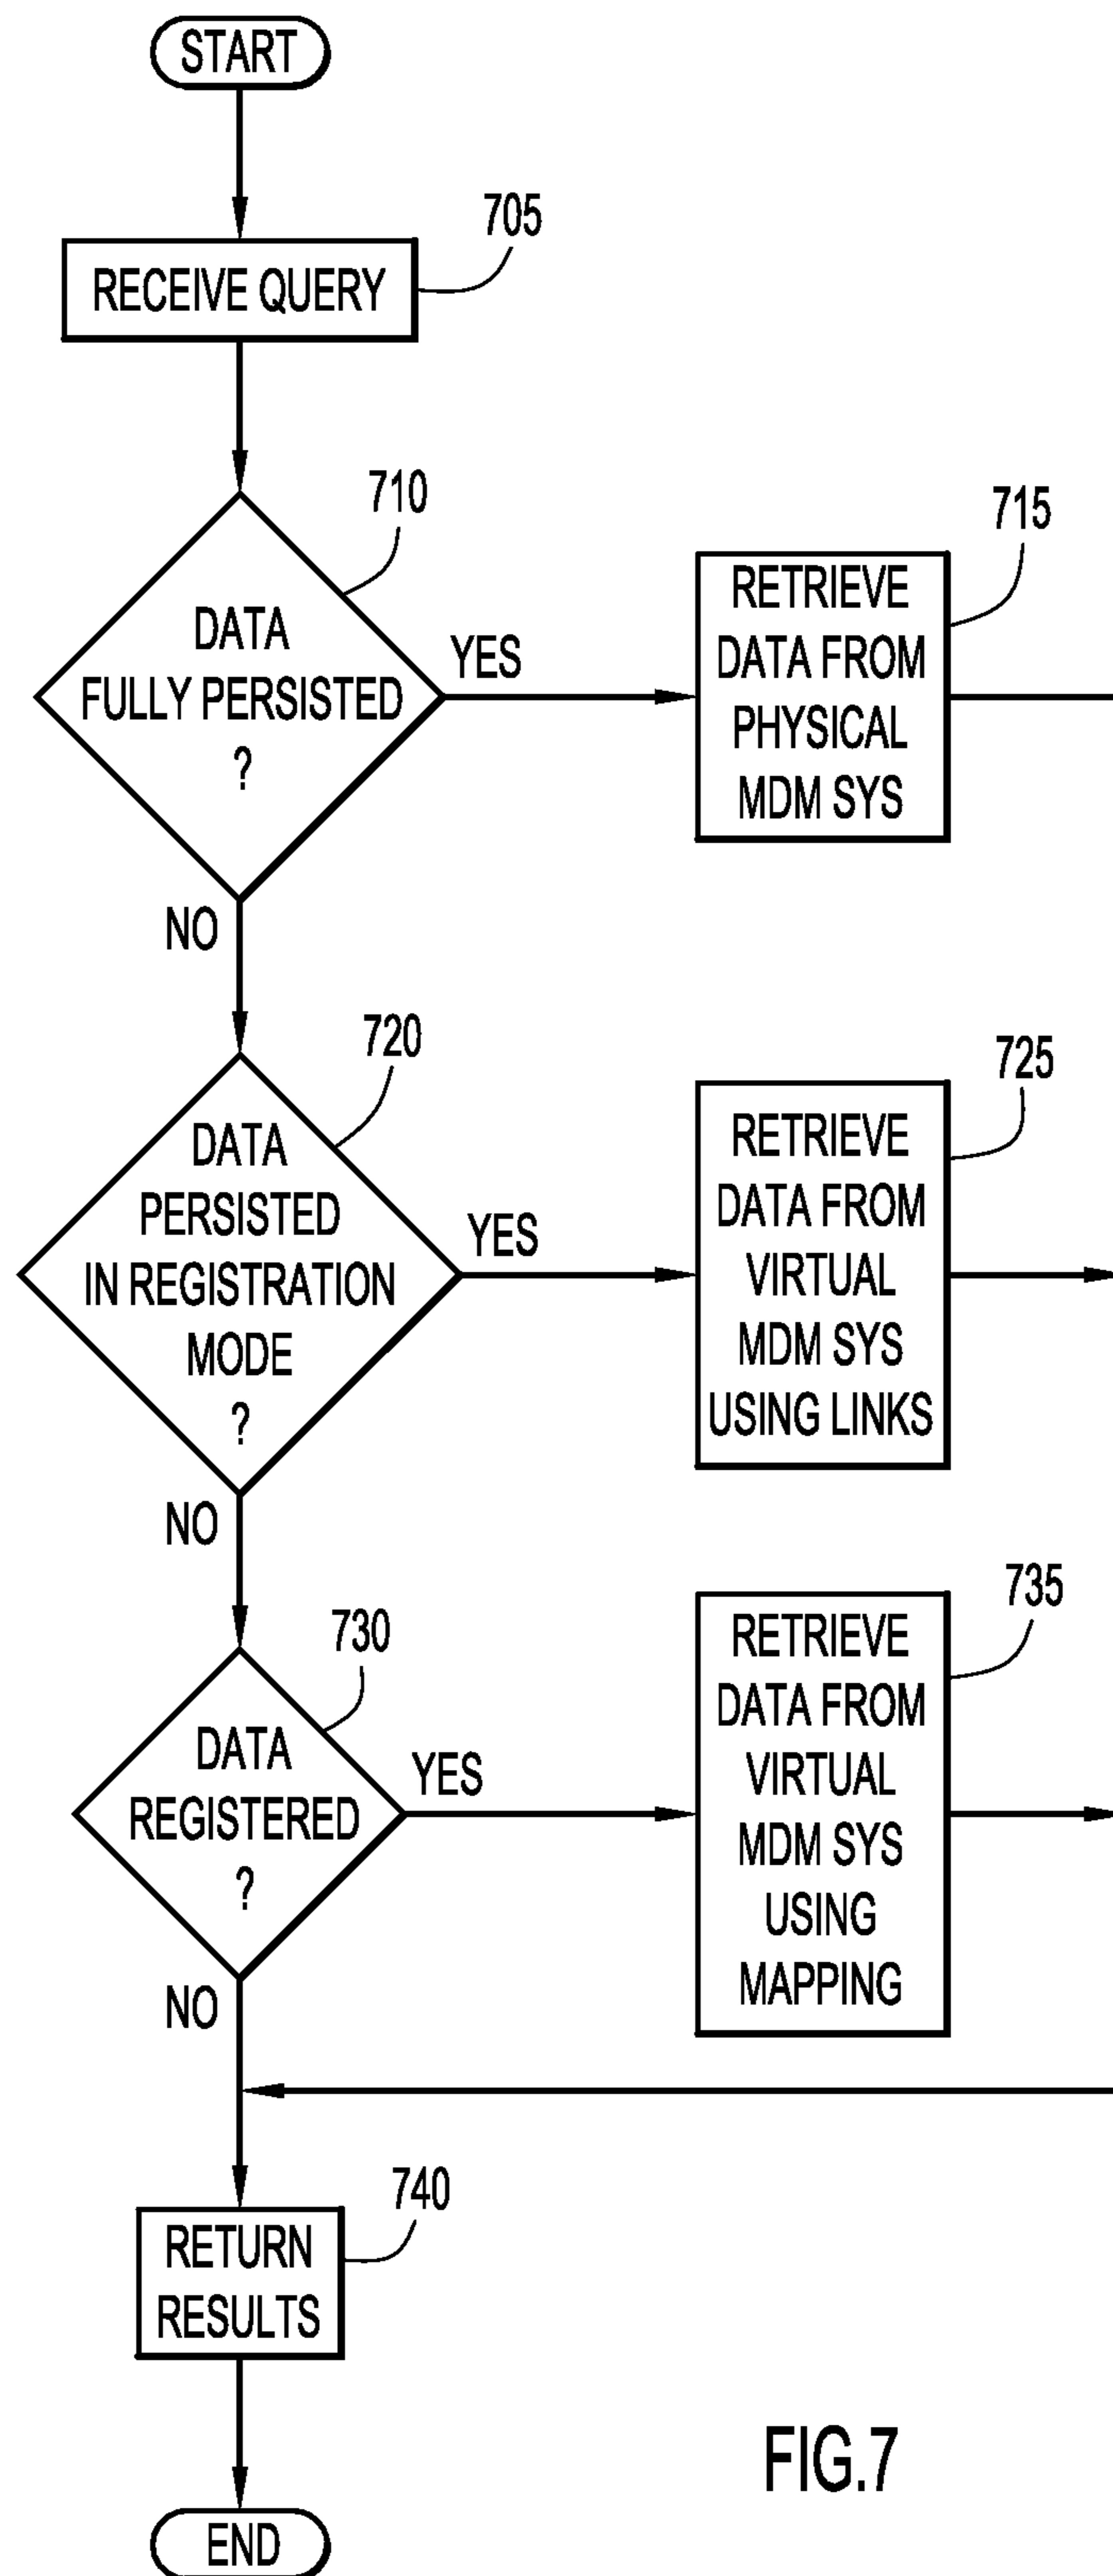 START
705
RECEIVE QUERY
710
DATA
FULLY PERSISTED
?
YES
715
RETRIEVE
DATA FROM
PHYSICAL
MDM SYS
NO
720
DATA
PERSISTED
IN REGISTRATION
MODE
?
YES
725
RETRIEVE
DATA FROM
VIRTUAL
MDM SYS
USING LINKS
NO
730
DATA
REGISTERED
?
YES
735
RETRIEVE
DATA FROM
VIRTUAL
MDM SYS
USING
MAPPING
NO
740
RETURN
RESULTS
END
FIG.7